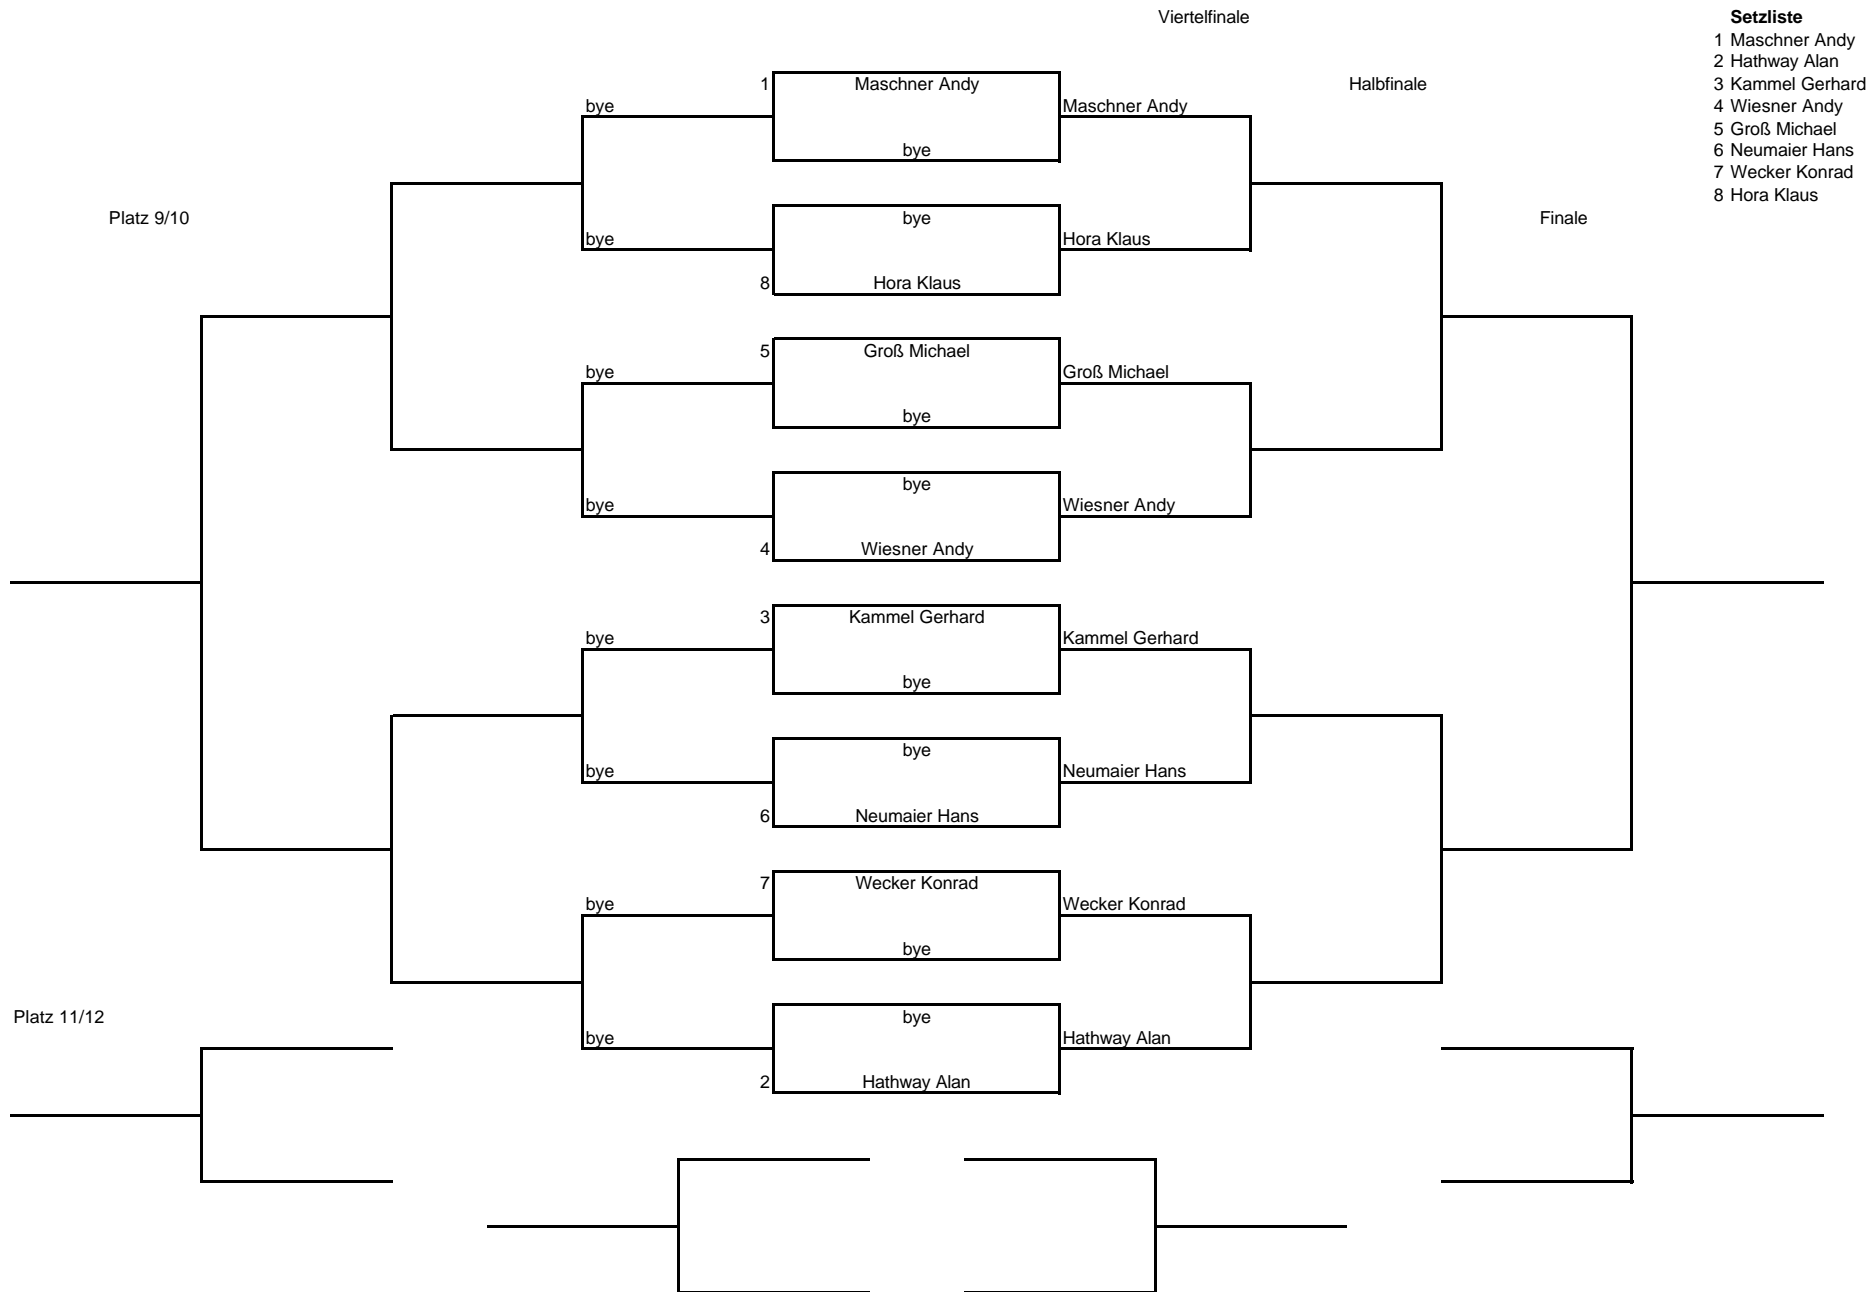 Viertelfinale
Setzliste
1 Maschner Andy
2 Hathway Alan
3 Kammel Gerhard
4 Wiesner Andy
5 Groß Michael
6 Neumaier Hans
7 Wecker Konrad
8 Hora Klaus
1 Maschner Andy
Halbfinale
bye
Maschner Andy
bye
Platz 9/10
bye
Finale
bye
Hora Klaus
8 Hora Klaus
5 Groß Michael
bye
Groß Michael
bye
bye
bye
Wiesner Andy
4 Wiesner Andy
3 Kammel Gerhard
bye
Kammel Gerhard
bye
bye
bye
Neumaier Hans
6 Neumaier Hans
7 Wecker Konrad
bye
Wecker Konrad
bye
Platz 11/12
bye
bye
Hathway Alan
2 Hathway Alan